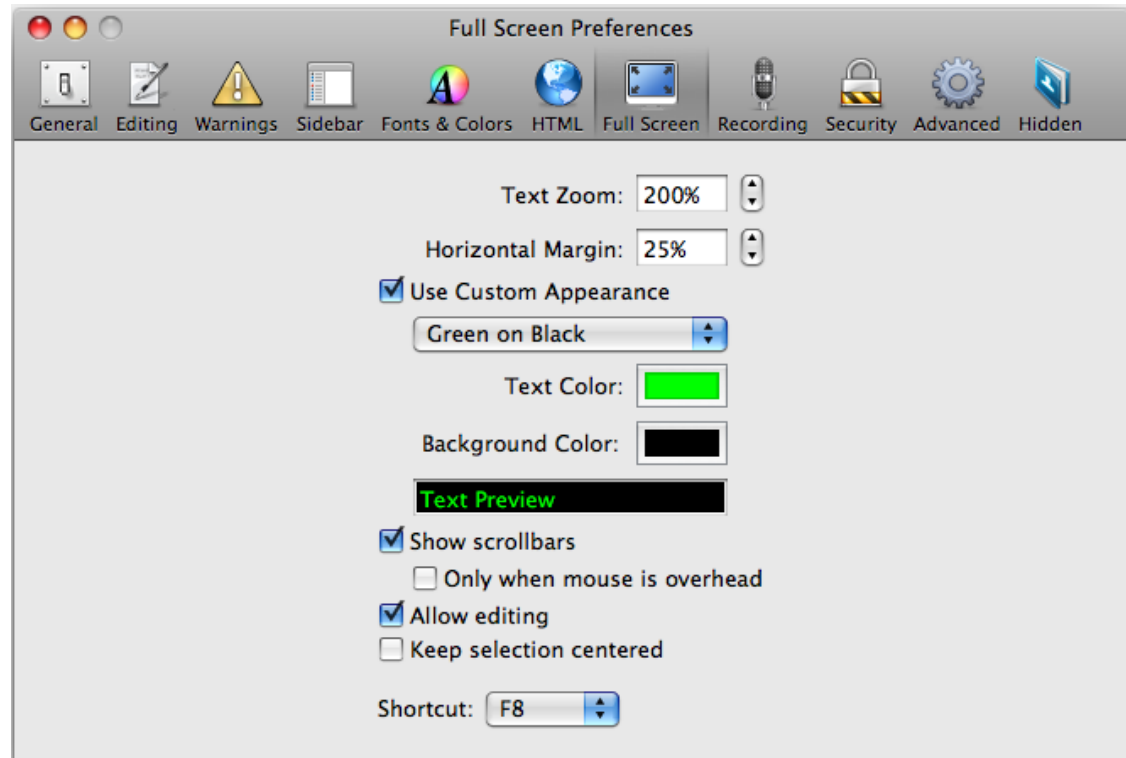 Full Screen Preferences
General Editing Warnings Sidebar Fonts & Colors HTML Full Screen Recording Security Advanced Hidden
Text Zoom: 200%
Horizontal Margin: 25%
Use Custom Appearance
Green on Black
Text Color:
Background Color:
Text Preview
Show scrollbars
Only when mouse is overhead
Allow editing
Keep selection centered
Shortcut: F8